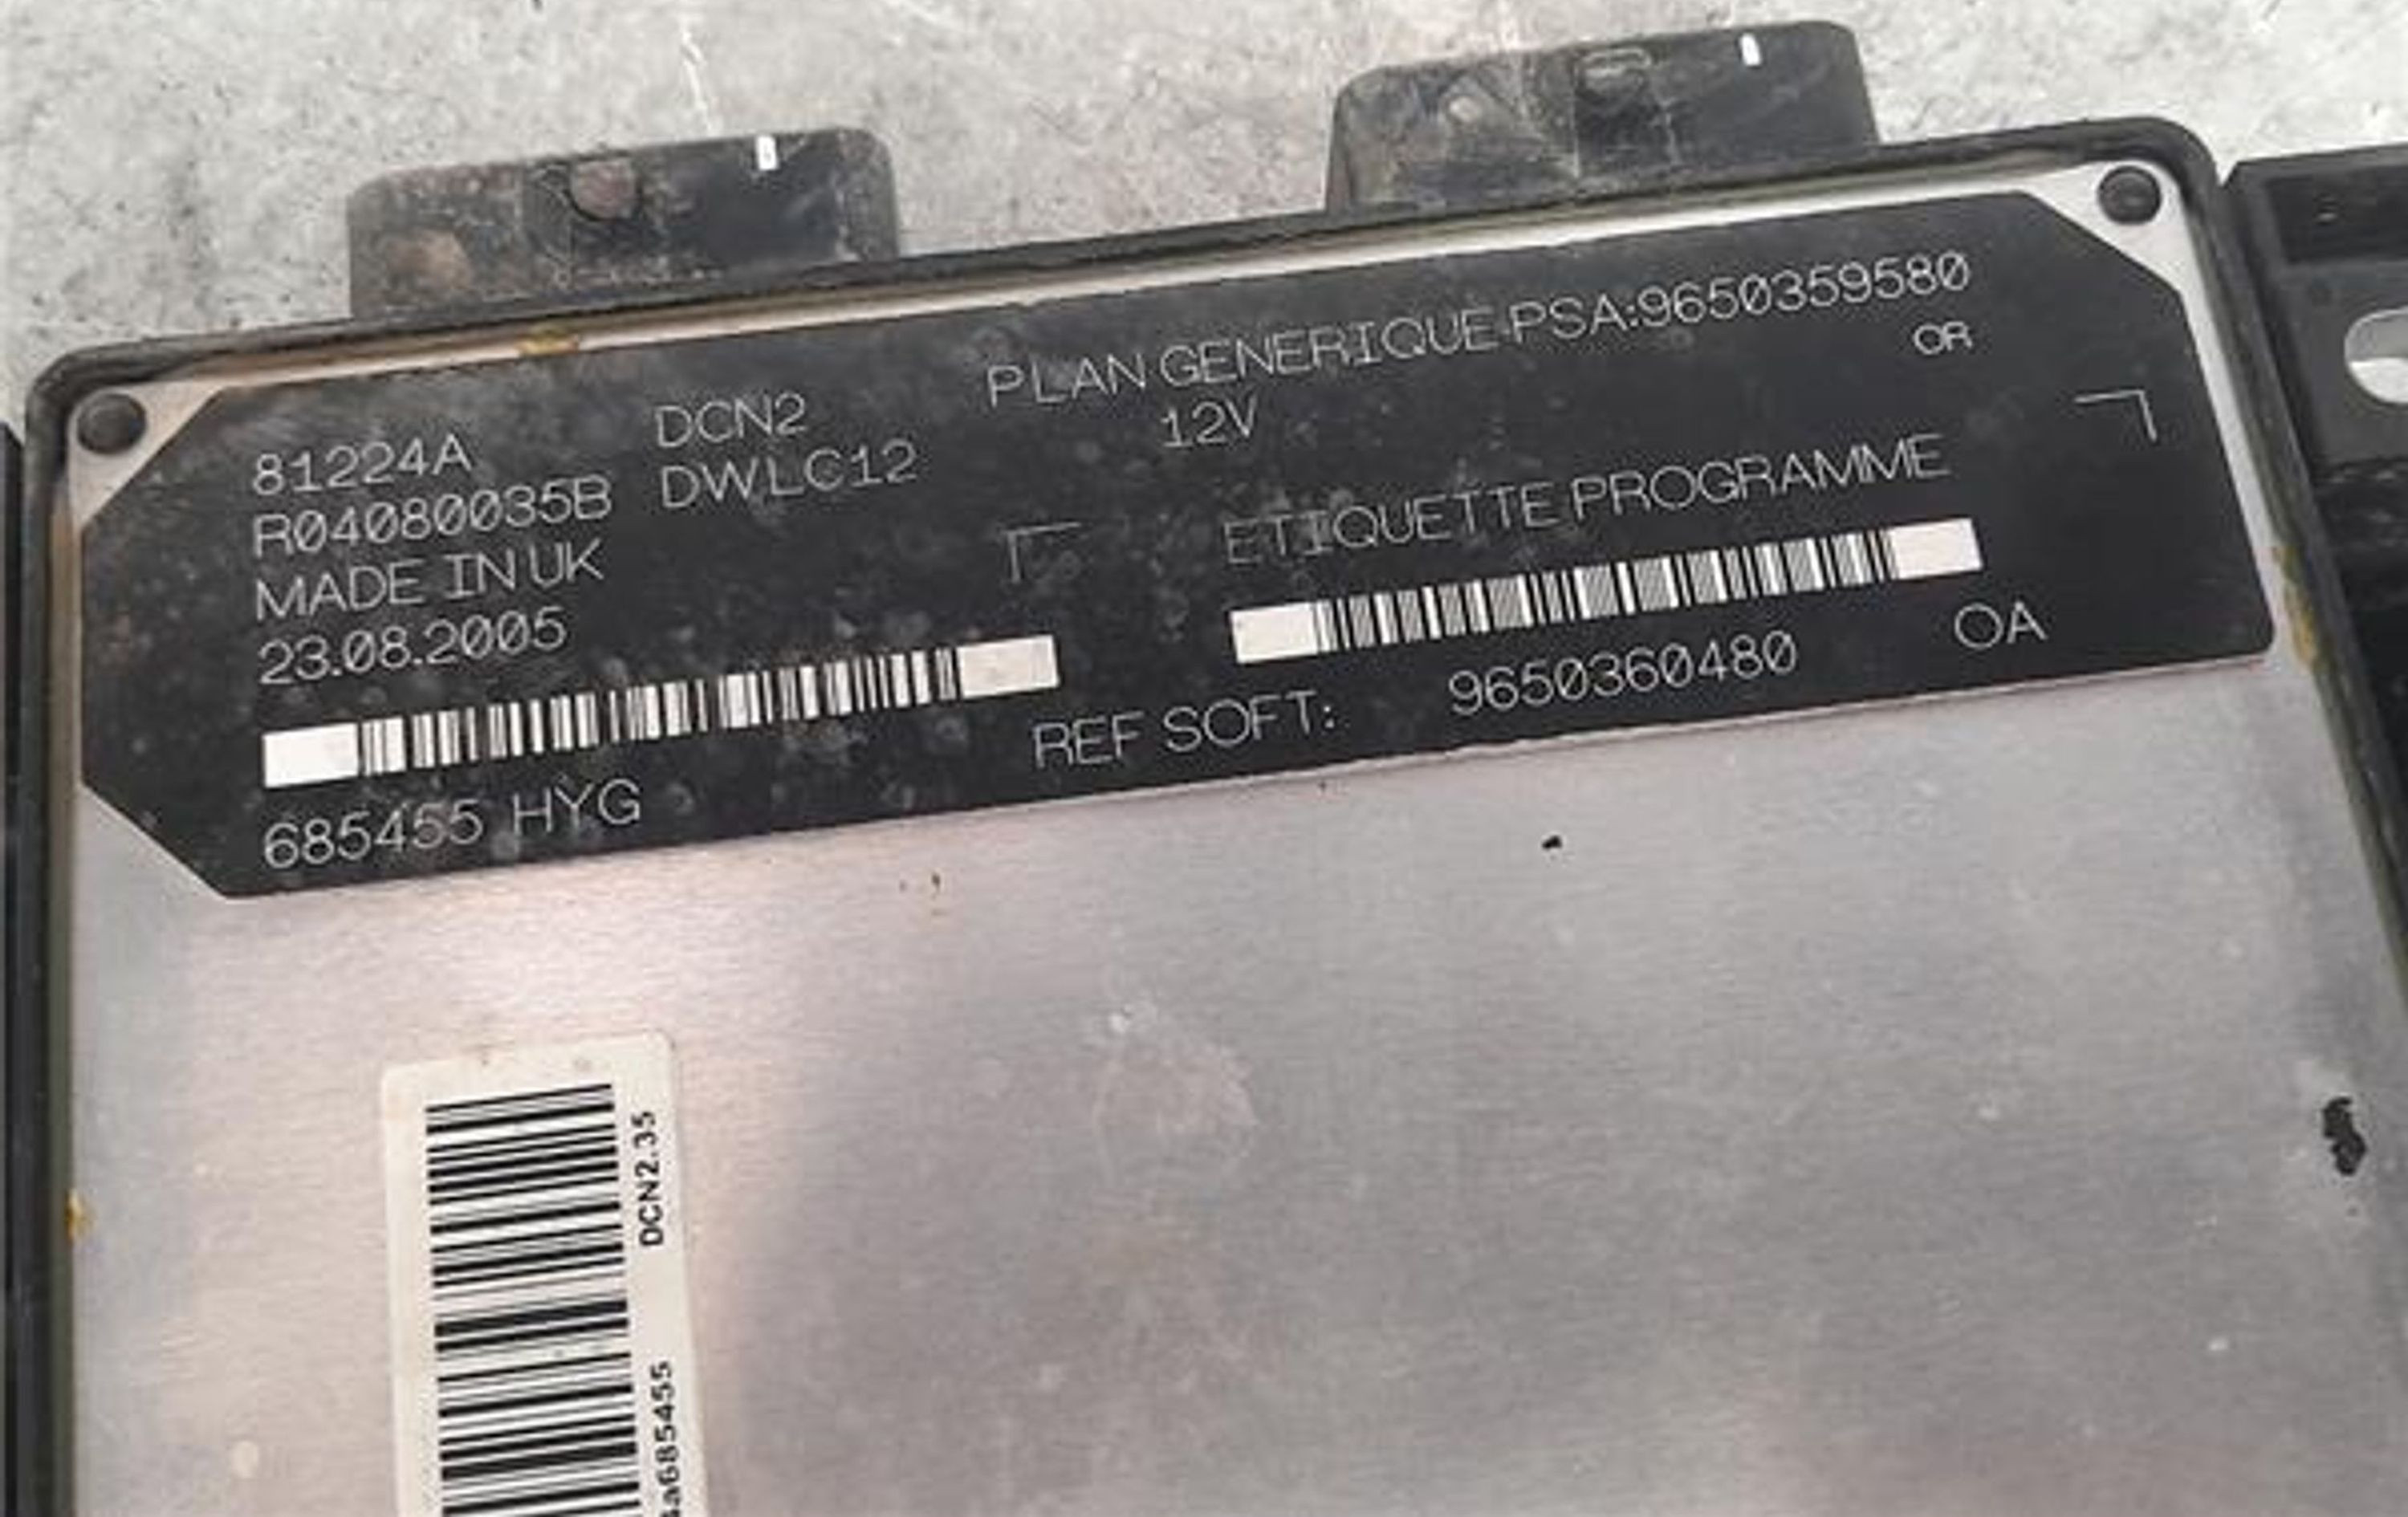 PLAN GENERIQUE PSA:9650359580
OR
81224A
DCN2
12V
R04080035B
DWLC12
MADE IN UK
23.08.2005
ETIQUETTE PROGRAMME
685455 HYG
REF SOFT: 9650360480 OA
DCN2.35
a685455